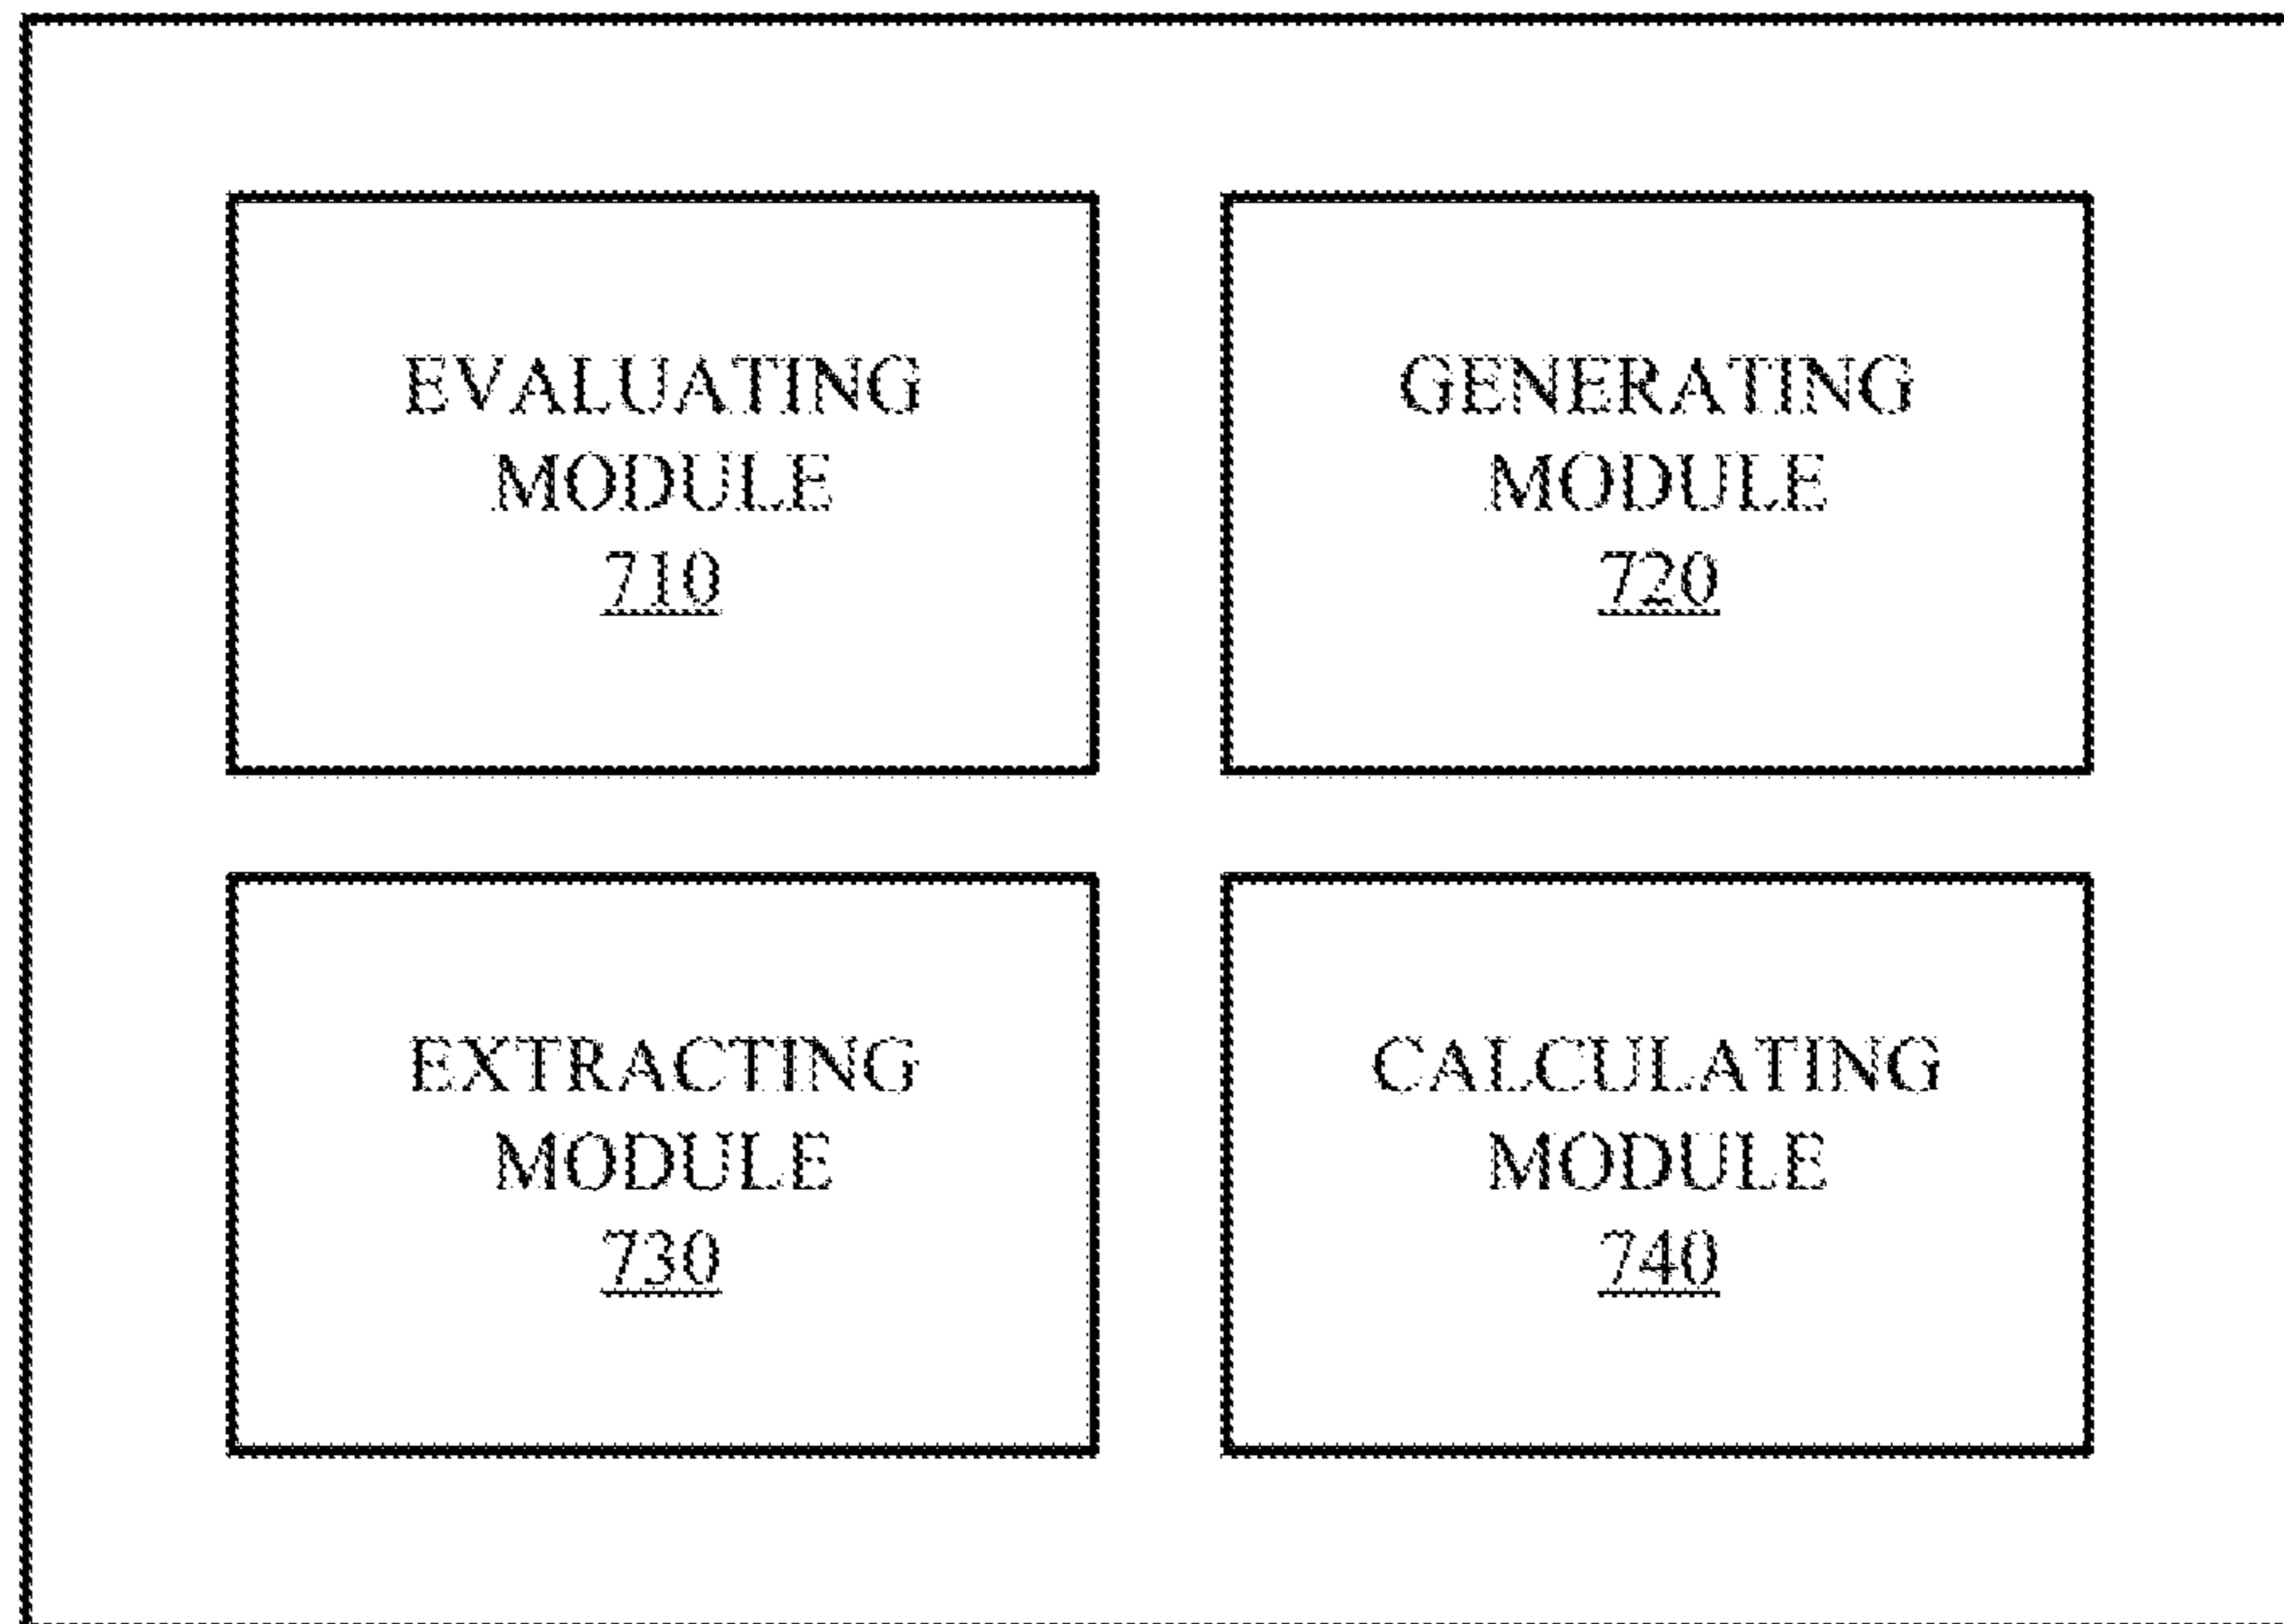 EVALUATING
MODULE
710
GENERATING
MODULE
720
EXTRACTING
MODULE
730
CALCULATING
MODULE
740